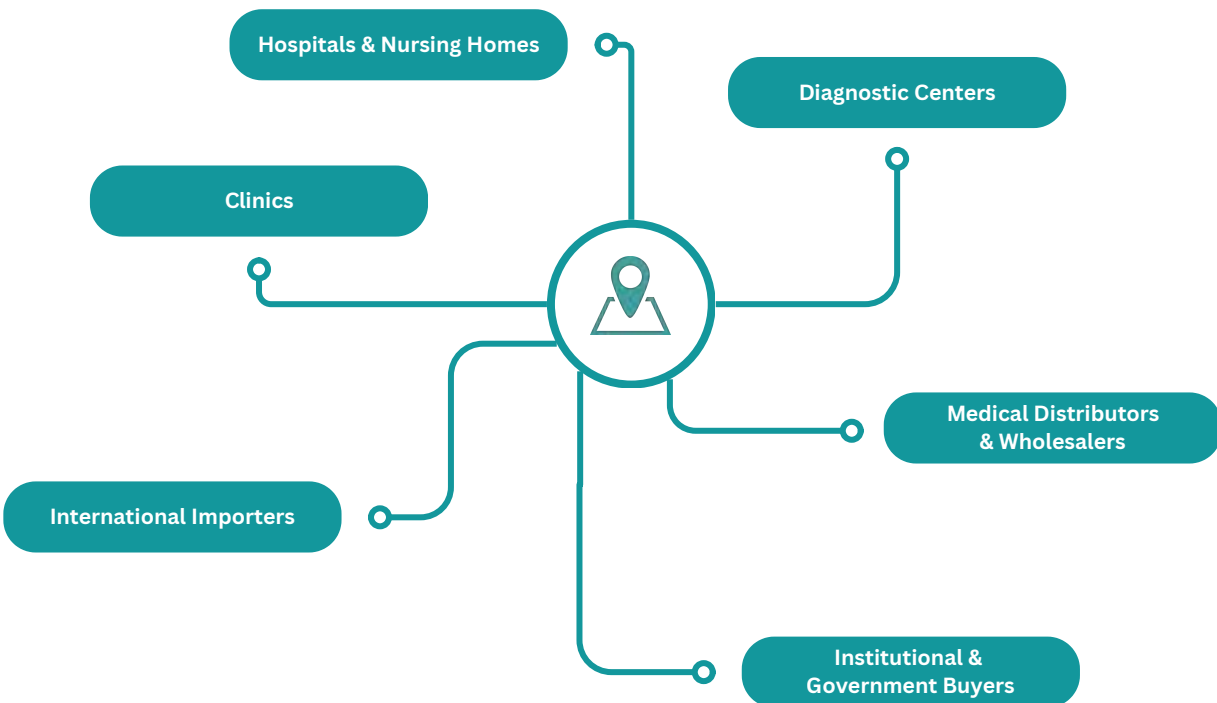 Hospitals & Nursing Homes
Diagnostic Centers
Clinics
Medical Distributors
& Wholesalers
International Importers
Institutional &
Government Buyers